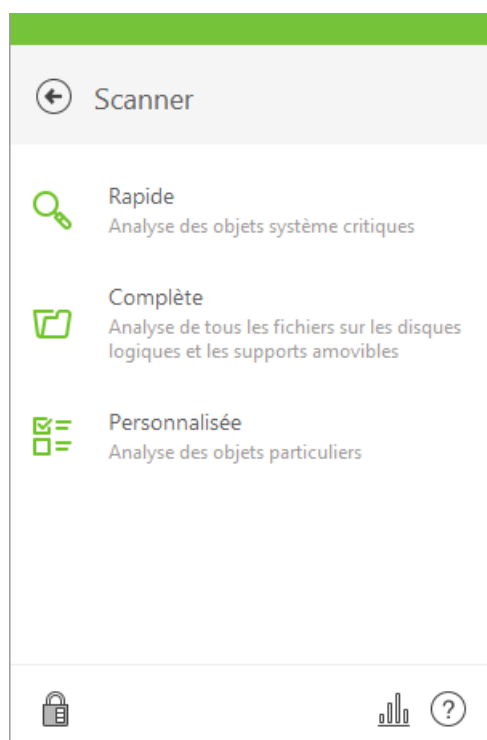 Scanner
Rapide
Analyse des objets système critiques
Complète
Analyse de tous les fichiers sur les disques
logiques et les supports amovibles
Personnalisée
Analyse des objets particuliers
?